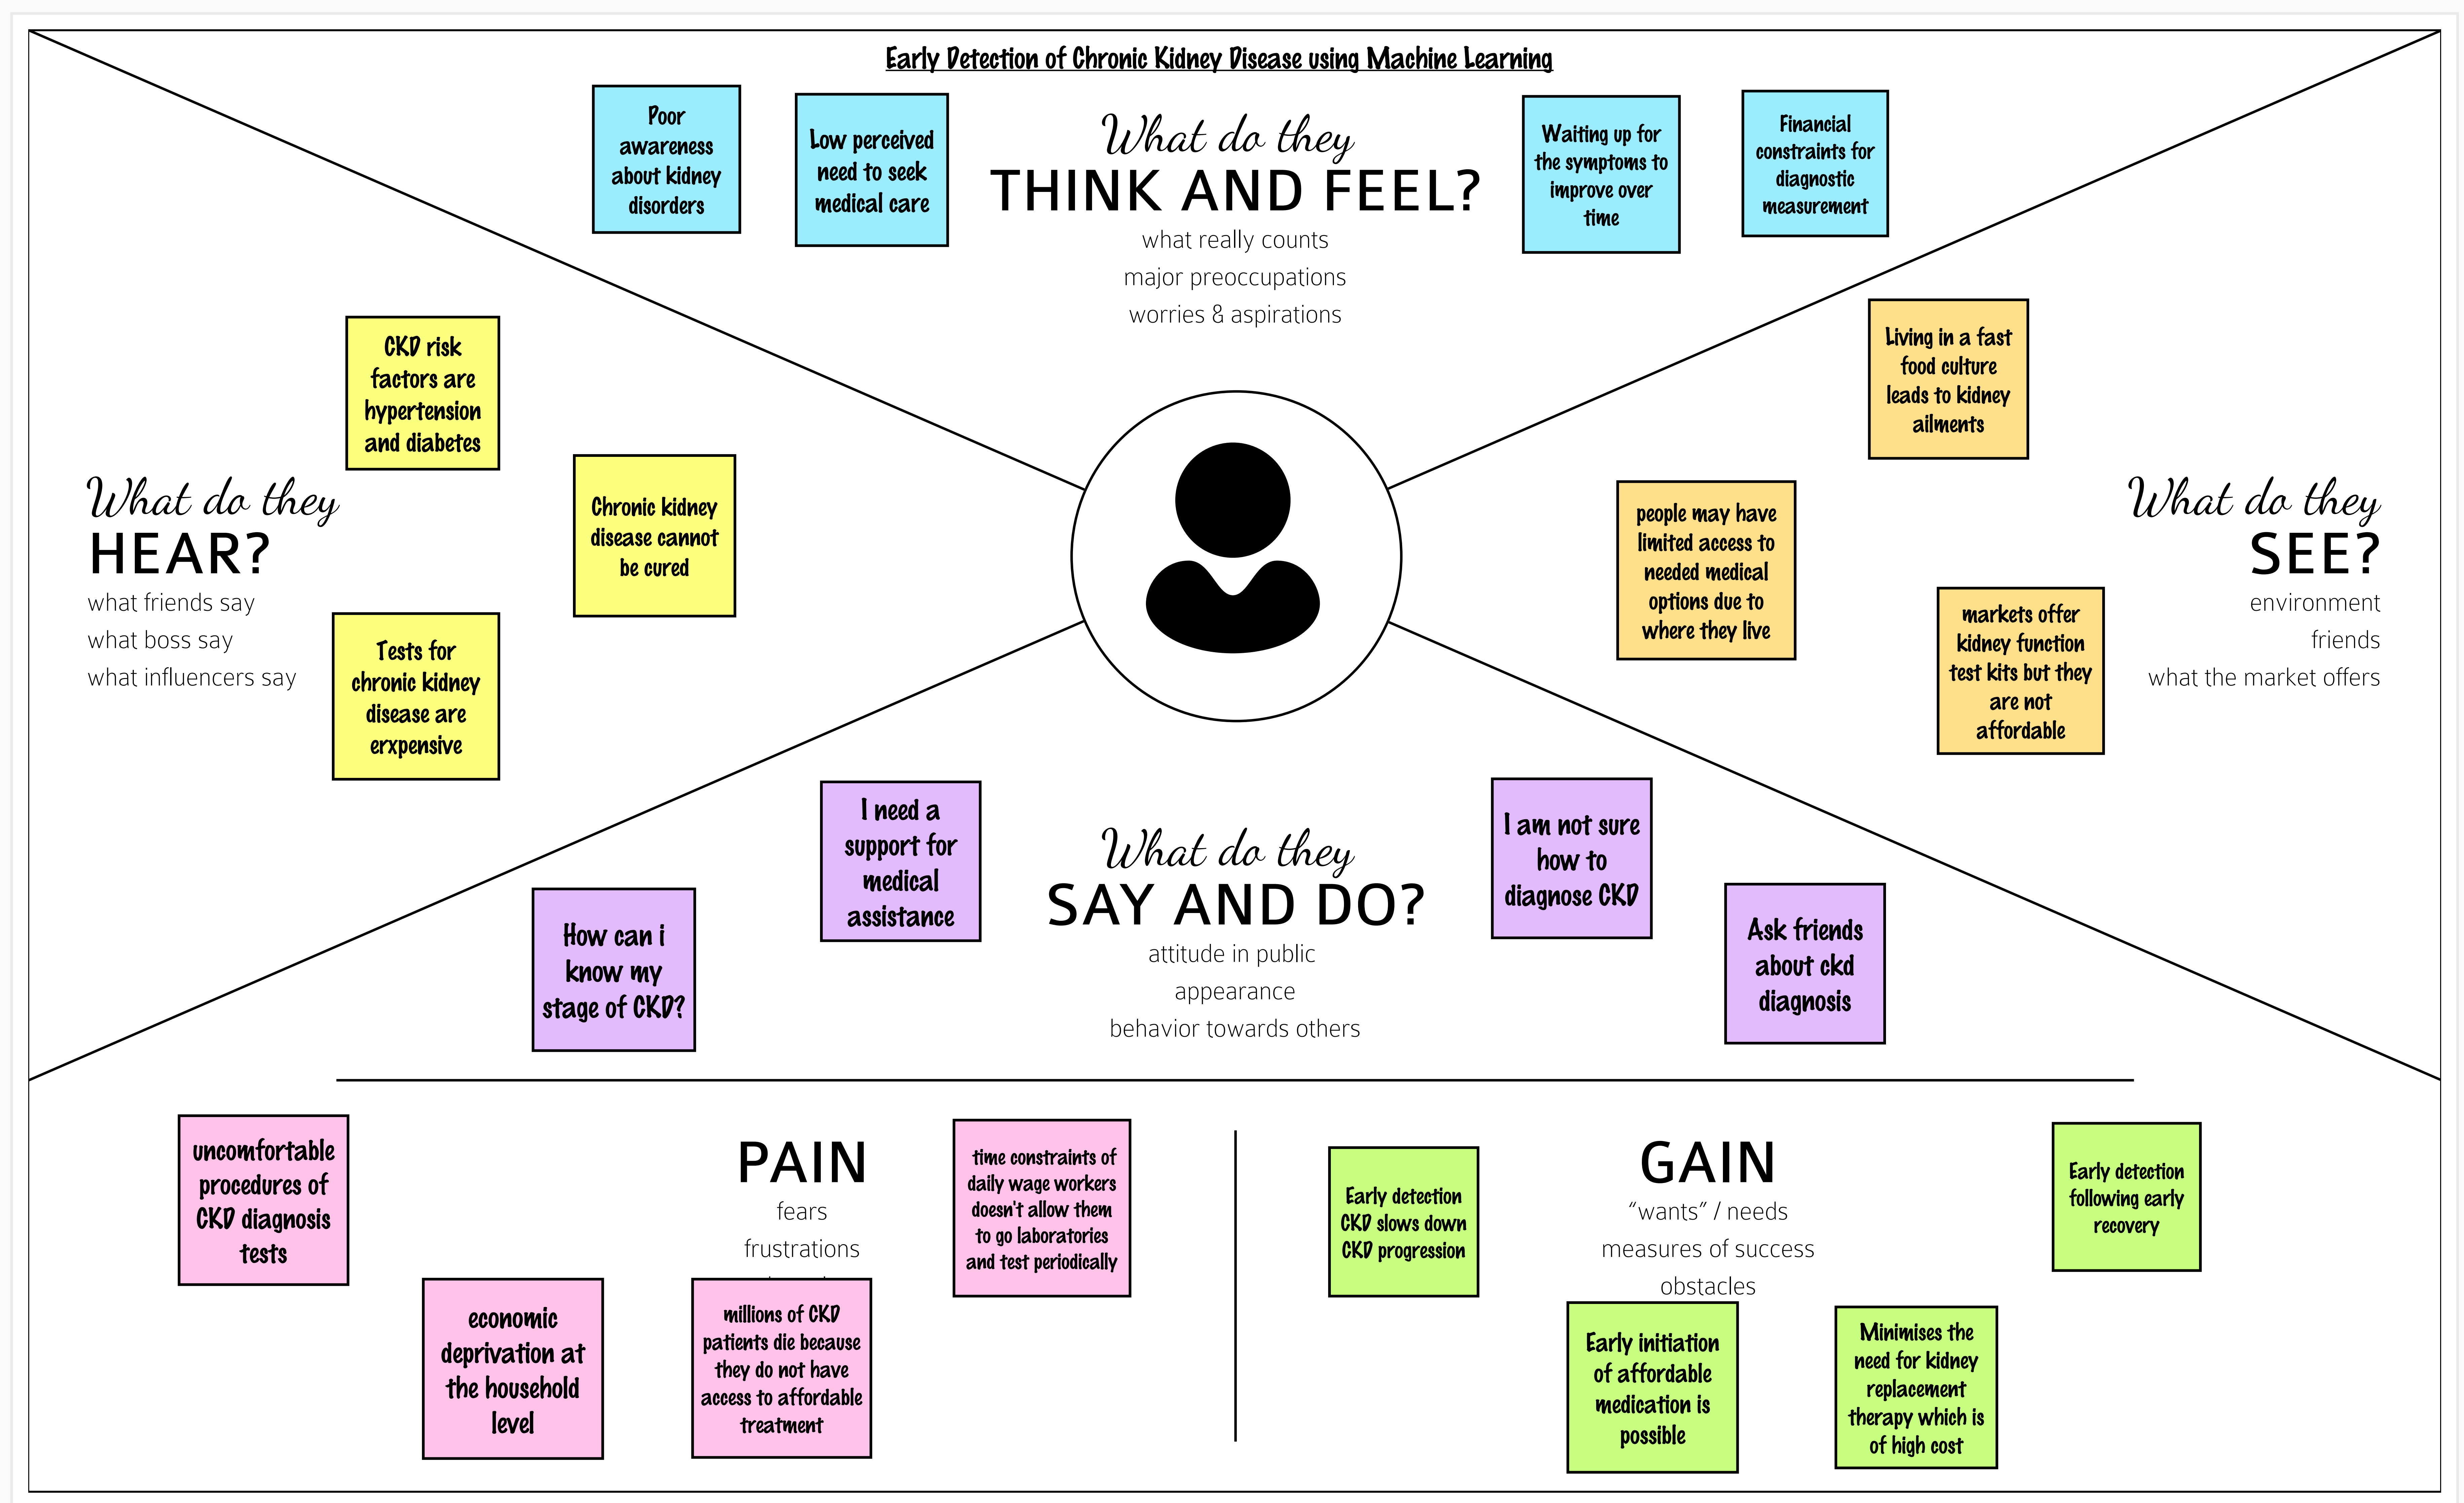 Early Detection of Chronic Kidney Disease using Machine Learning
Poor
awareness
about kidney
disorders
Low perceived
need to seek
medical care
What do they
THINK AND FEEL?
what really counts
major preoccupations
worries & aspirations
Waiting up for
the symptoms to
improve over
time
Financial
constraints for
diagnostic
measurement
CKD risk
factors are
hypertension
and diabetes
Chronic kidney
disease cannot
be cured
What do they
HEAR?
what friends say
what boss say
what influencers say
Tests for
chronic kidney
disease are
erxpensive
Living in a fast
food culture
leads to kidney
ailments
people may have
limited access to
needed medical
options due to
where they live
What do they
SEE?
environment
friends
what the market offers
markets offer
kidney function
test kits but they
are not
affordable
How can i
know my
stage of CKD?
I need a
support for
medical
assistance
What do they
SAY AND DO?
attitude in public
appearance
behavior towards others
I am not sure
how to
diagnose CKD
Ask friends
about ckd
diagnosis
uncomfortable
procedures of
CKD diagnosis
tests
economic
deprivation at
the household
level
PAIN
fears
frustrations
millions of CKD
patients die because
they do not have
access to affordable
treatment
time constraints of
daily wage workers
doesn't allow them
to go laboratories
and test periodically
Early detection
CKD slows down
CKD progression
GAIN
“wants” / needs
measures of success
obstacles
Early initiation
of affordable
medication is
possible
Minimises the
need for kidney
replacement
therapy which is
of high cost
Early detection
following early
recovery